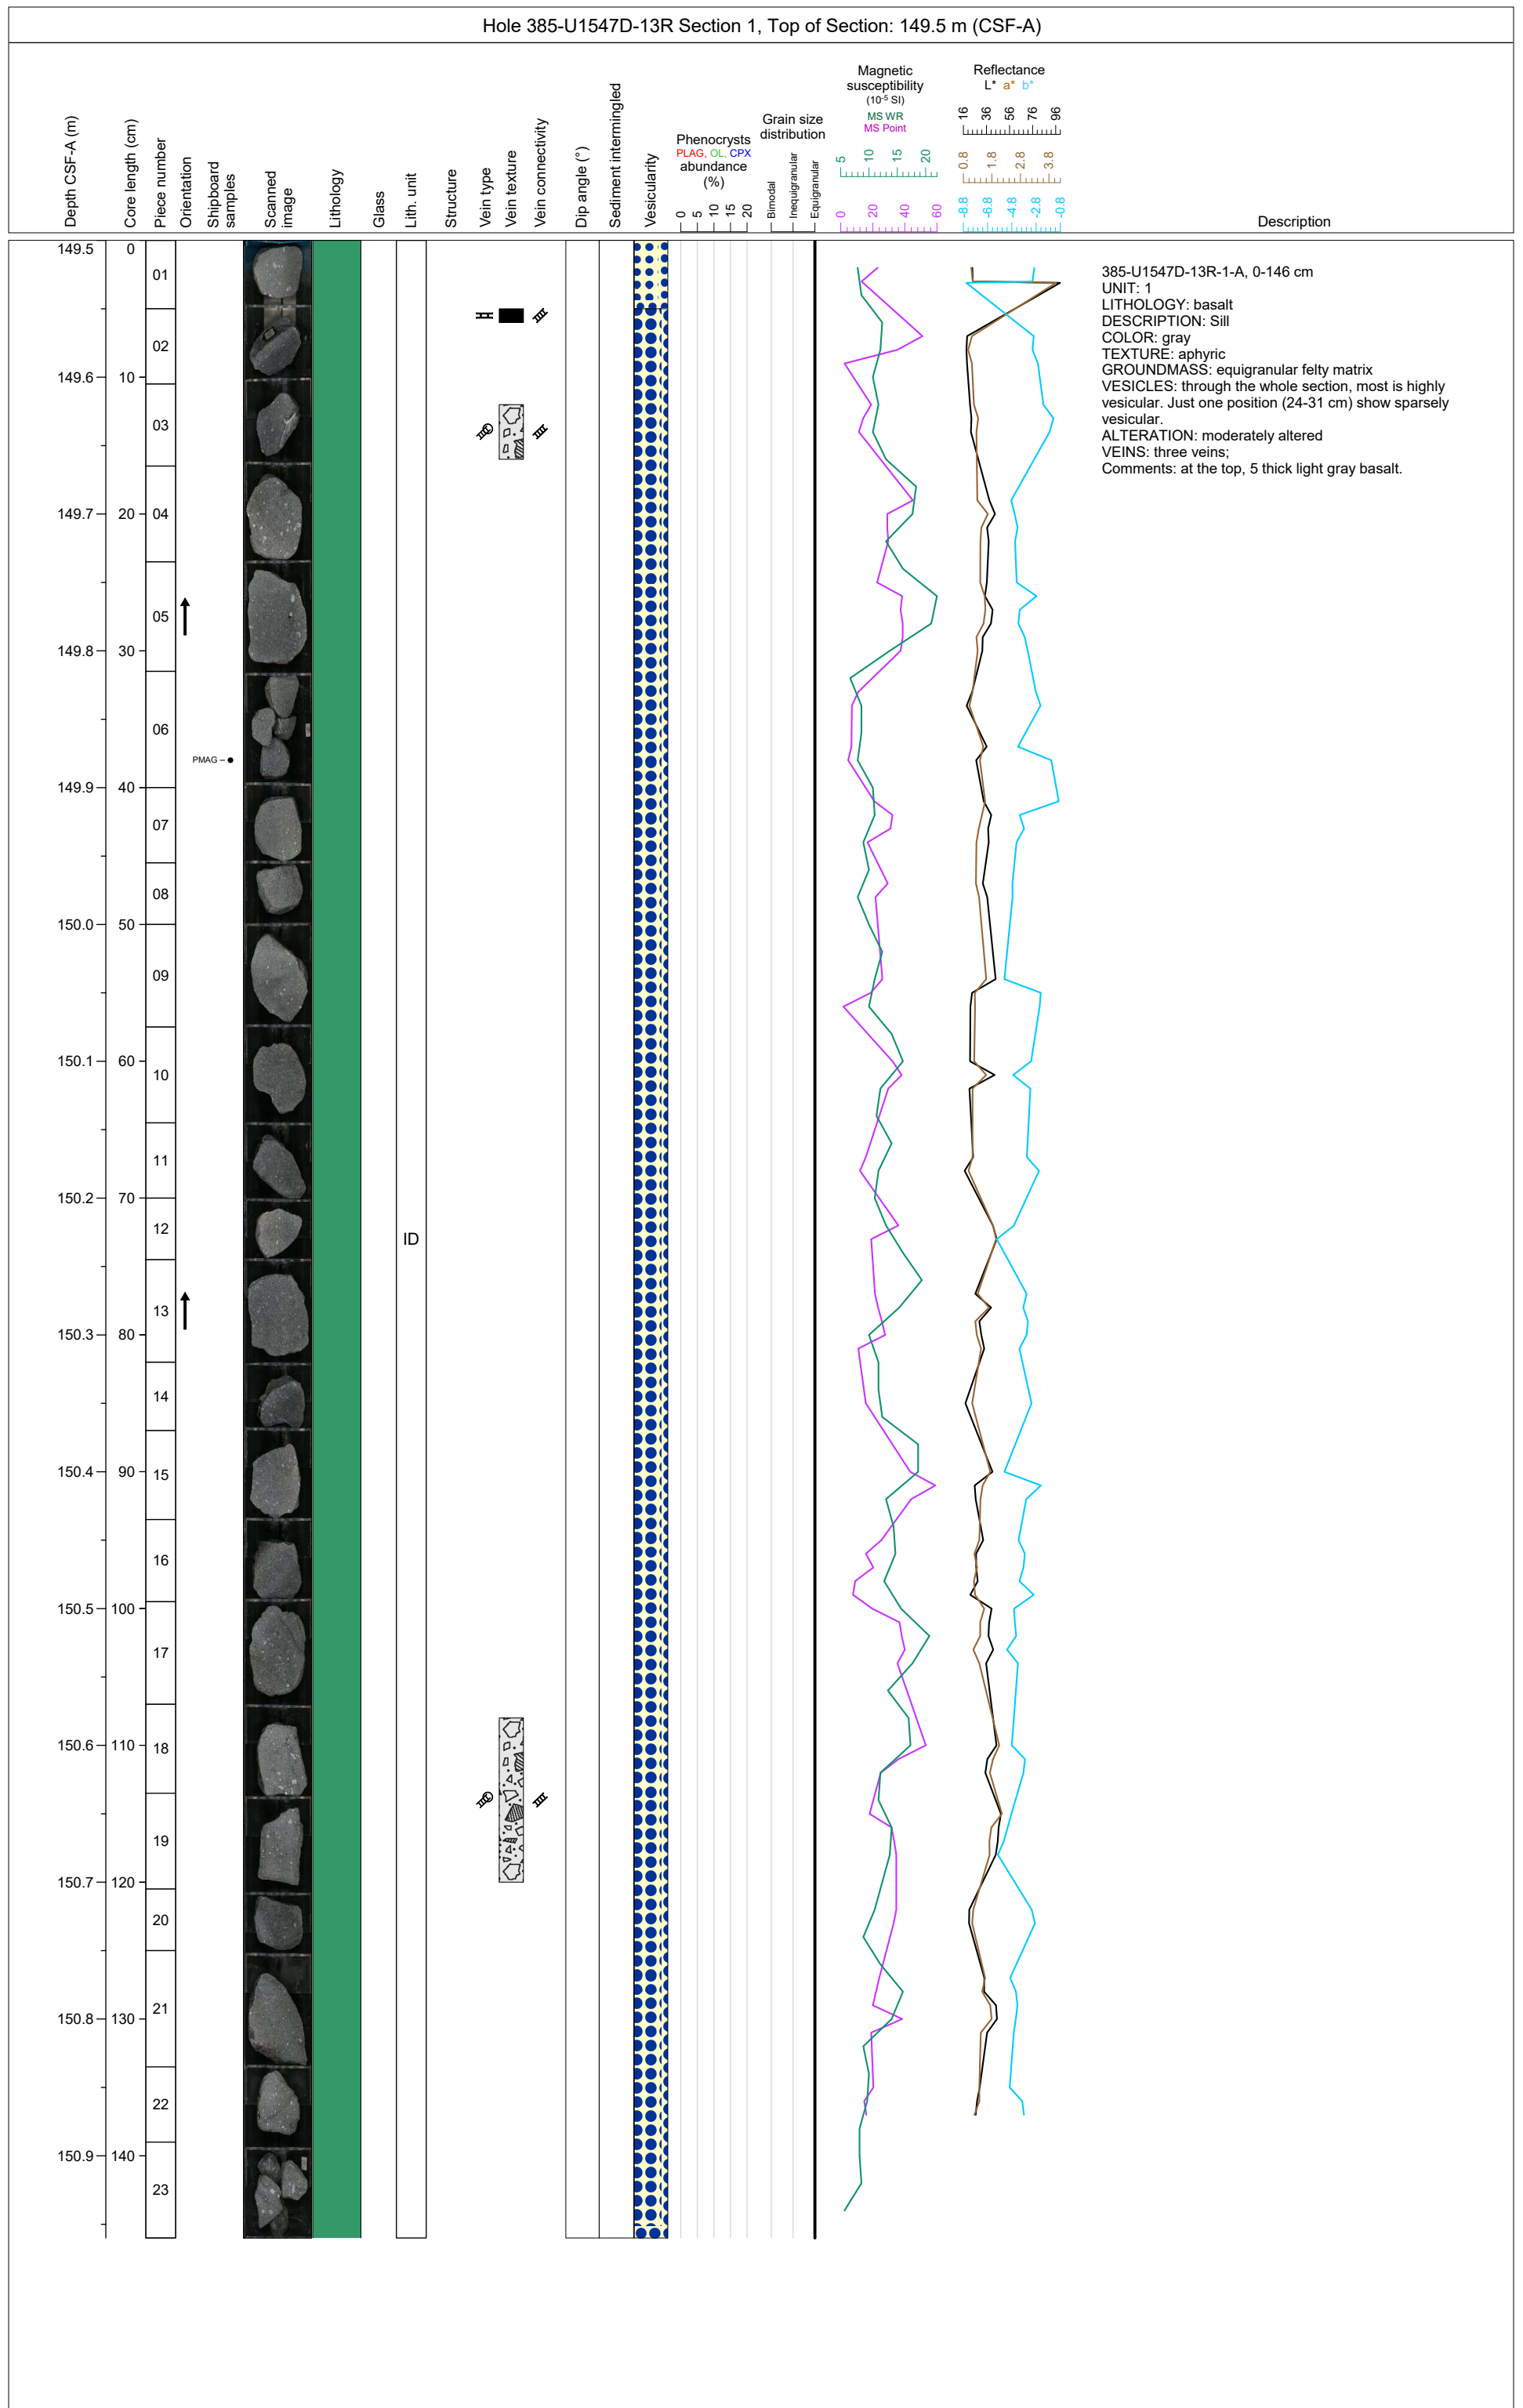 Hole 385-U1547D-13R Section 1, Top of Section: 149.5 m (CSF-A)
Depth CSF-A (m)
Core length (cm)
Piece number
Orientation
Shipboard
samples
Scanned
image
Lithology
Glass
Lith. unit
Structure
Vein type
Vein texture
Vein connectivity
Dip angle (°)
Sediment intermingled
Vesicularity
Phenocrysts
PLAG, OL, CPX
abundance
(%)
0 5 10 15 20
Grain size
distribution
Bimodal
Inequigranular
Equigranular
Magnetic
susceptibility
(10⁻⁵ SI)
MS WR
MS Point
5 10 15 20
0 20 40 60
Reflectance
L* a* b*
16 36 56 76 96
0.8 1.8 2.8 3.8
-8.8 -6.8 -4.8 -2.8 -0.8
Description
149.5 0
01
02
149.6 10
03
149.7 20 04
05
149.8 30
06
PMAG
149.9 40
07
08
150.0 50
09
150.1 60
10
11
150.2 70
12
ID
13
150.3 80
14
150.4 90 15
16
150.5 100
17
150.6 110 18
19
150.7 120
20
21
150.8 130
22
150.9 140
23
385-U1547D-13R-1-A, 0-146 cm
UNIT: 1
LITHOLOGY: basalt
DESCRIPTION: Sill
COLOR: gray
TEXTURE: aphyric
GROUNDMASS: equigranular felty matrix
VESICLES: through the whole section, most is highly
vesicular. Just one position (24-31 cm) show sparsely
vesicular.
ALTERATION: moderately altered
VEINS: three veins;
Comments: at the top, 5 thick light gray basalt.